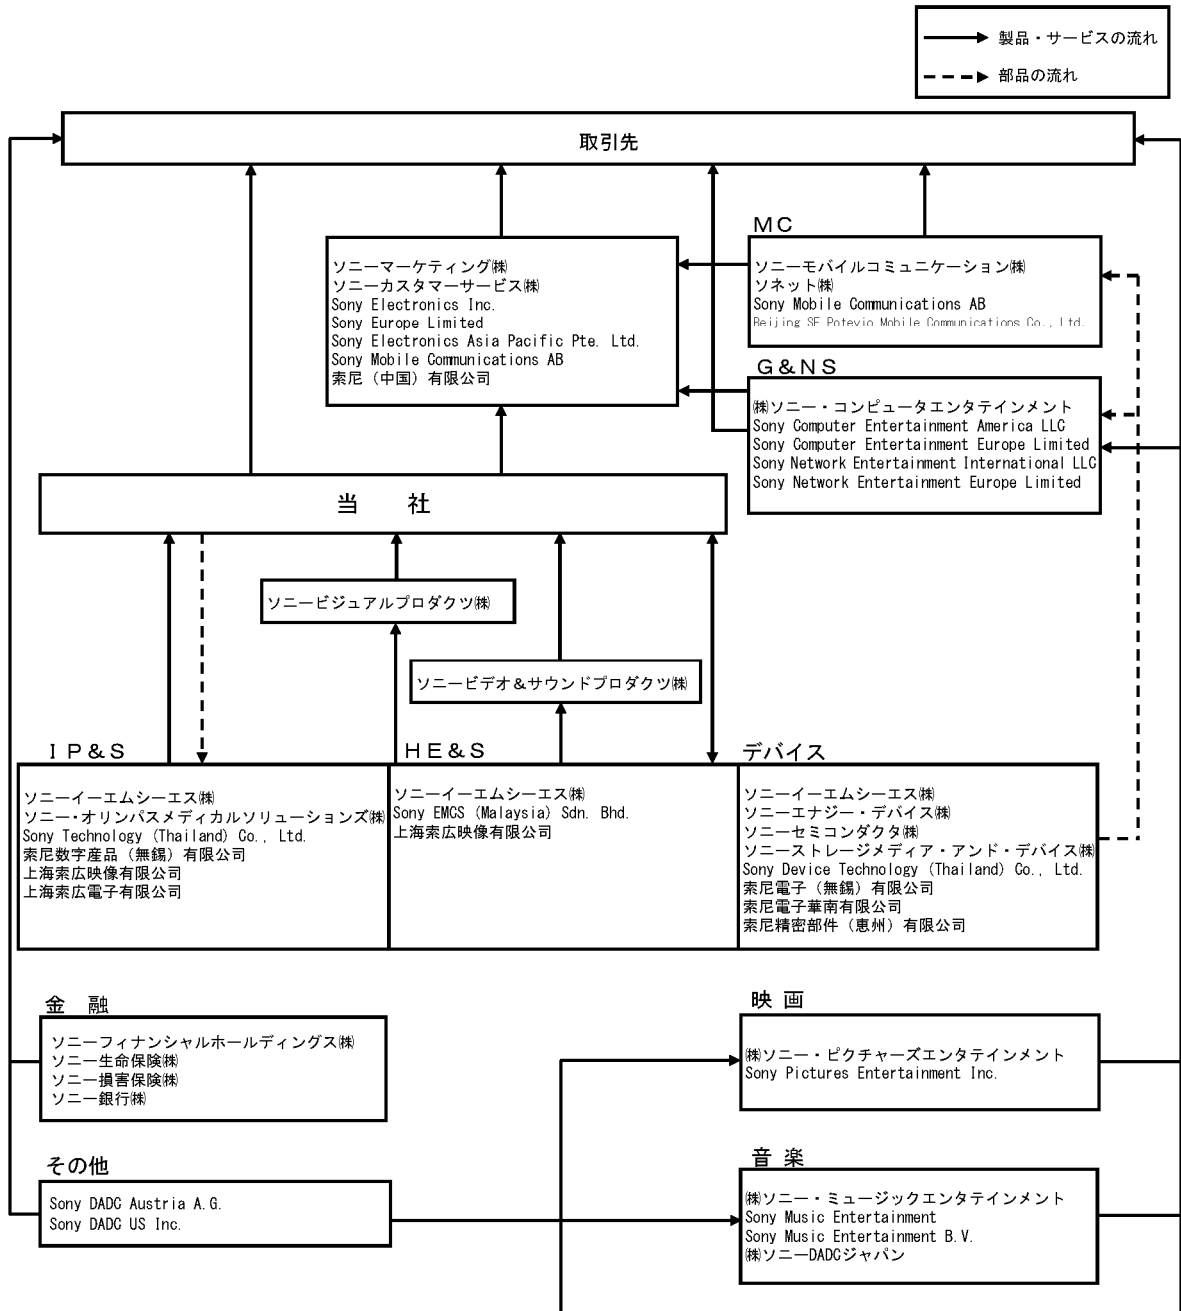 製品・サービスの流れ
部品の流れ
取引先
MC
ソニーマーケティング㈱
ソニーカスタマーサービス㈱
Sony Electronics Inc.
Sony Europe Limited
Sony Electronics Asia Pacific Pte. Ltd.
Sony Mobile Communications AB
索尼（中国）有限公司
ソニーモバイルコミュニケーション㈱
ソネット㈱
Sony Mobile Communications AB
Beijing SE Potevio Mobile Communications Co., Ltd.
G&NS
㈱ソニー・コンピュータエンタテインメント
Sony Computer Entertainment America LLC
Sony Computer Entertainment Europe Limited
Sony Network Entertainment International LLC
Sony Network Entertainment Europe Limited
当 社
ソニービジュアルプロダクツ㈱
ソニービデオ&サウンドプロダクツ㈱
IP&S
ソニーイーエムシーエス㈱
ソニー・オリンパスメディカルソリューションズ㈱
Sony Technology (Thailand) Co., Ltd.
索尼数字産品（無錫）有限公司
上海索広映像有限公司
上海索広電子有限公司
HE&S
ソニーイーエムシーエス㈱
Sony EMCS (Malaysia) Sdn. Bhd.
上海索広映像有限公司
デバイス
ソニーイーエムシーエス㈱
ソニーエナジー・デバイス㈱
ソニーセミコンダクタ㈱
ソニーストレージメディア・アンド・デバイス㈱
Sony Device Technology (Thailand) Co., Ltd.
索尼電子（無錫）有限公司
索尼電子華南有限公司
索尼精密部件（恵州）有限公司
金 融
ソニーフィナンシャルホールディングス㈱
ソニー生命保険㈱
ソニー損害保険㈱
ソニー銀行㈱
映 画
㈱ソニー・ピクチャーズエンタテインメント
Sony Pictures Entertainment Inc.
その他
Sony DADC Austria A.G.
Sony DADC US Inc.
音 楽
㈱ソニー・ミュージックエンタテインメント
Sony Music Entertainment
Sony Music Entertainment B.V.
㈱ソニーDADCジャパン